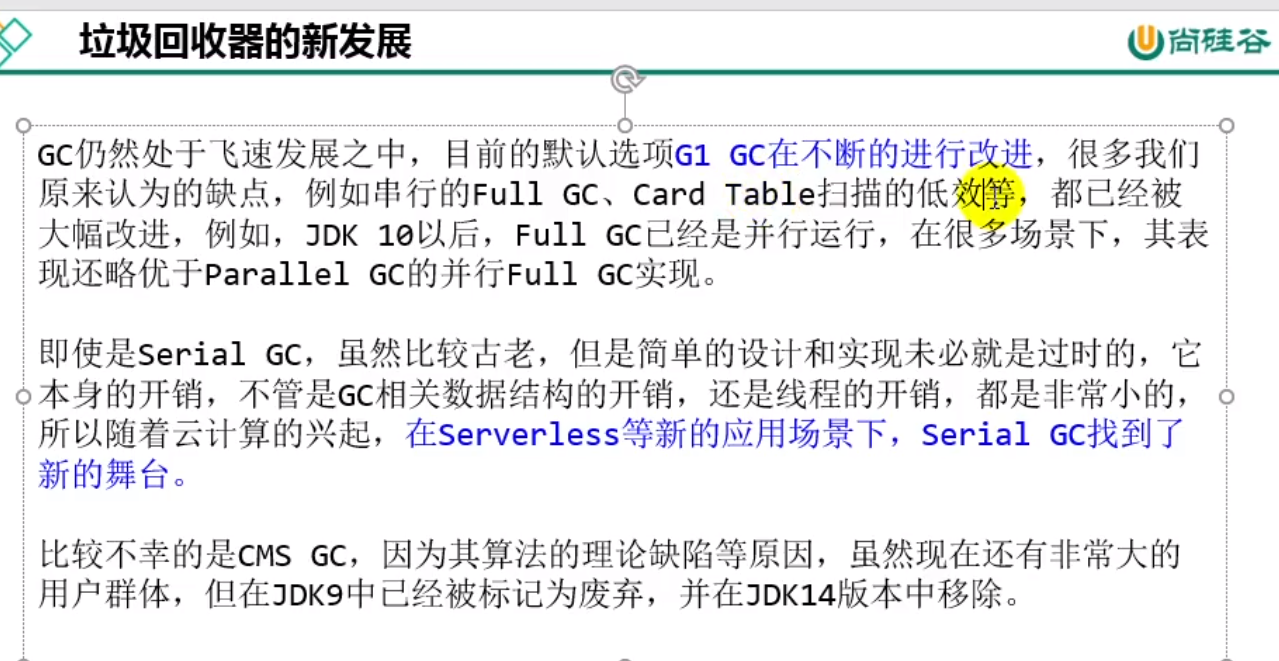 垃圾回收器的新发展
尚硅谷
GC仍然处于飞速发展之中，目前的默认选项G1 GC在不断的进行改进，很多我们
原来认为的缺点，例如串行的Full GC、Card Table扫描的低效等，都已经被
大幅改进，例如，JDK 10以后，Full GC已经是并行运行，在很多场景下，其表
现还略优于Parallel GC的并行Full GC实现。
即使是Serial GC，虽然比较古老，但是简单的设计和实现未必就是过时的，它
本身的开销，不管是GC相关数据结构的开销，还是线程的开销，都是非常小的，
所以随着云计算的兴起，在Serverless等新的应用场景下，Serial GC找到了
新的舞台。
比较不幸的是CMS GC，因为其算法的理论缺陷等原因，虽然现在还有非常大的
用户群体，但在JDK9中已经被标记为废弃，并在JDK14版本中移除。